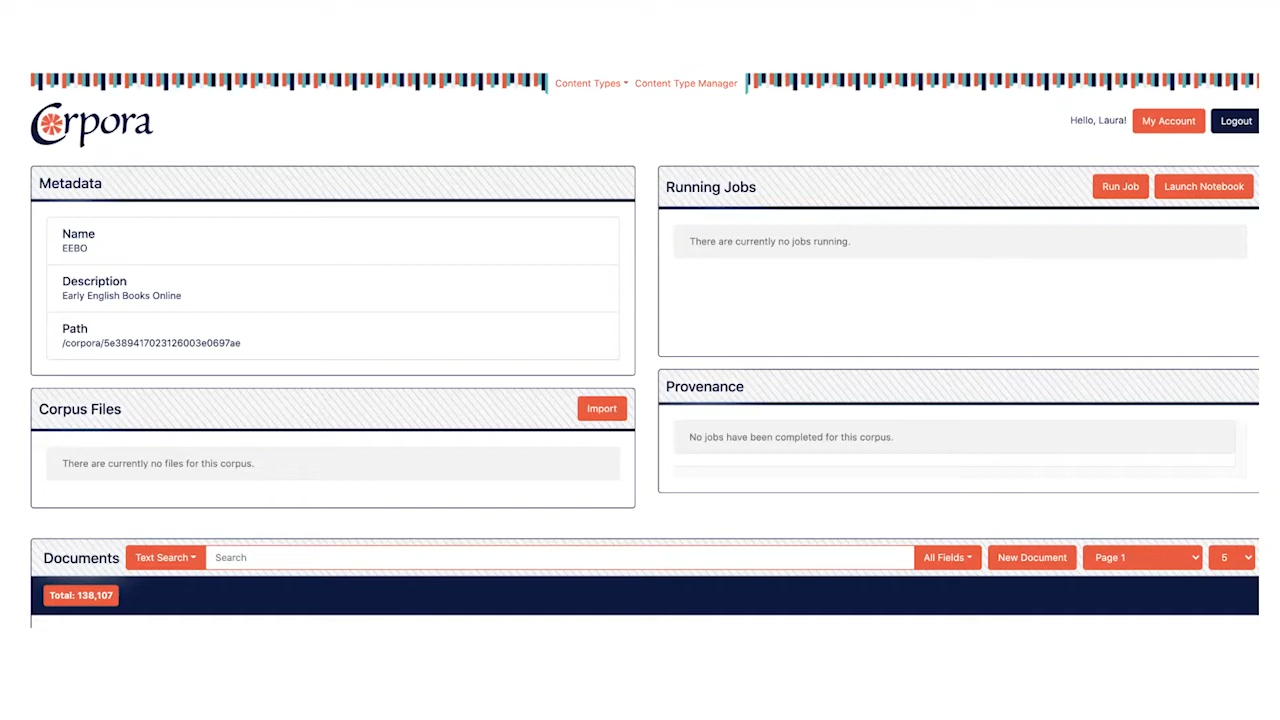 Content Types Content Type Manager
Corpora
Hello, Laura! My Account Logout
Metadata
Name
EEBO
Description
Early English Books Online
Path
/corpora/5e389417023126003e0697ae
Running Jobs Run Job Launch Notebook
There are currently no jobs running.
Corpus Files Import
There are currently no files for this corpus.
Provenance
No jobs have been completed for this corpus.
Documents Text Search Search All Fields New Document Page 1 5
Total: 138,107